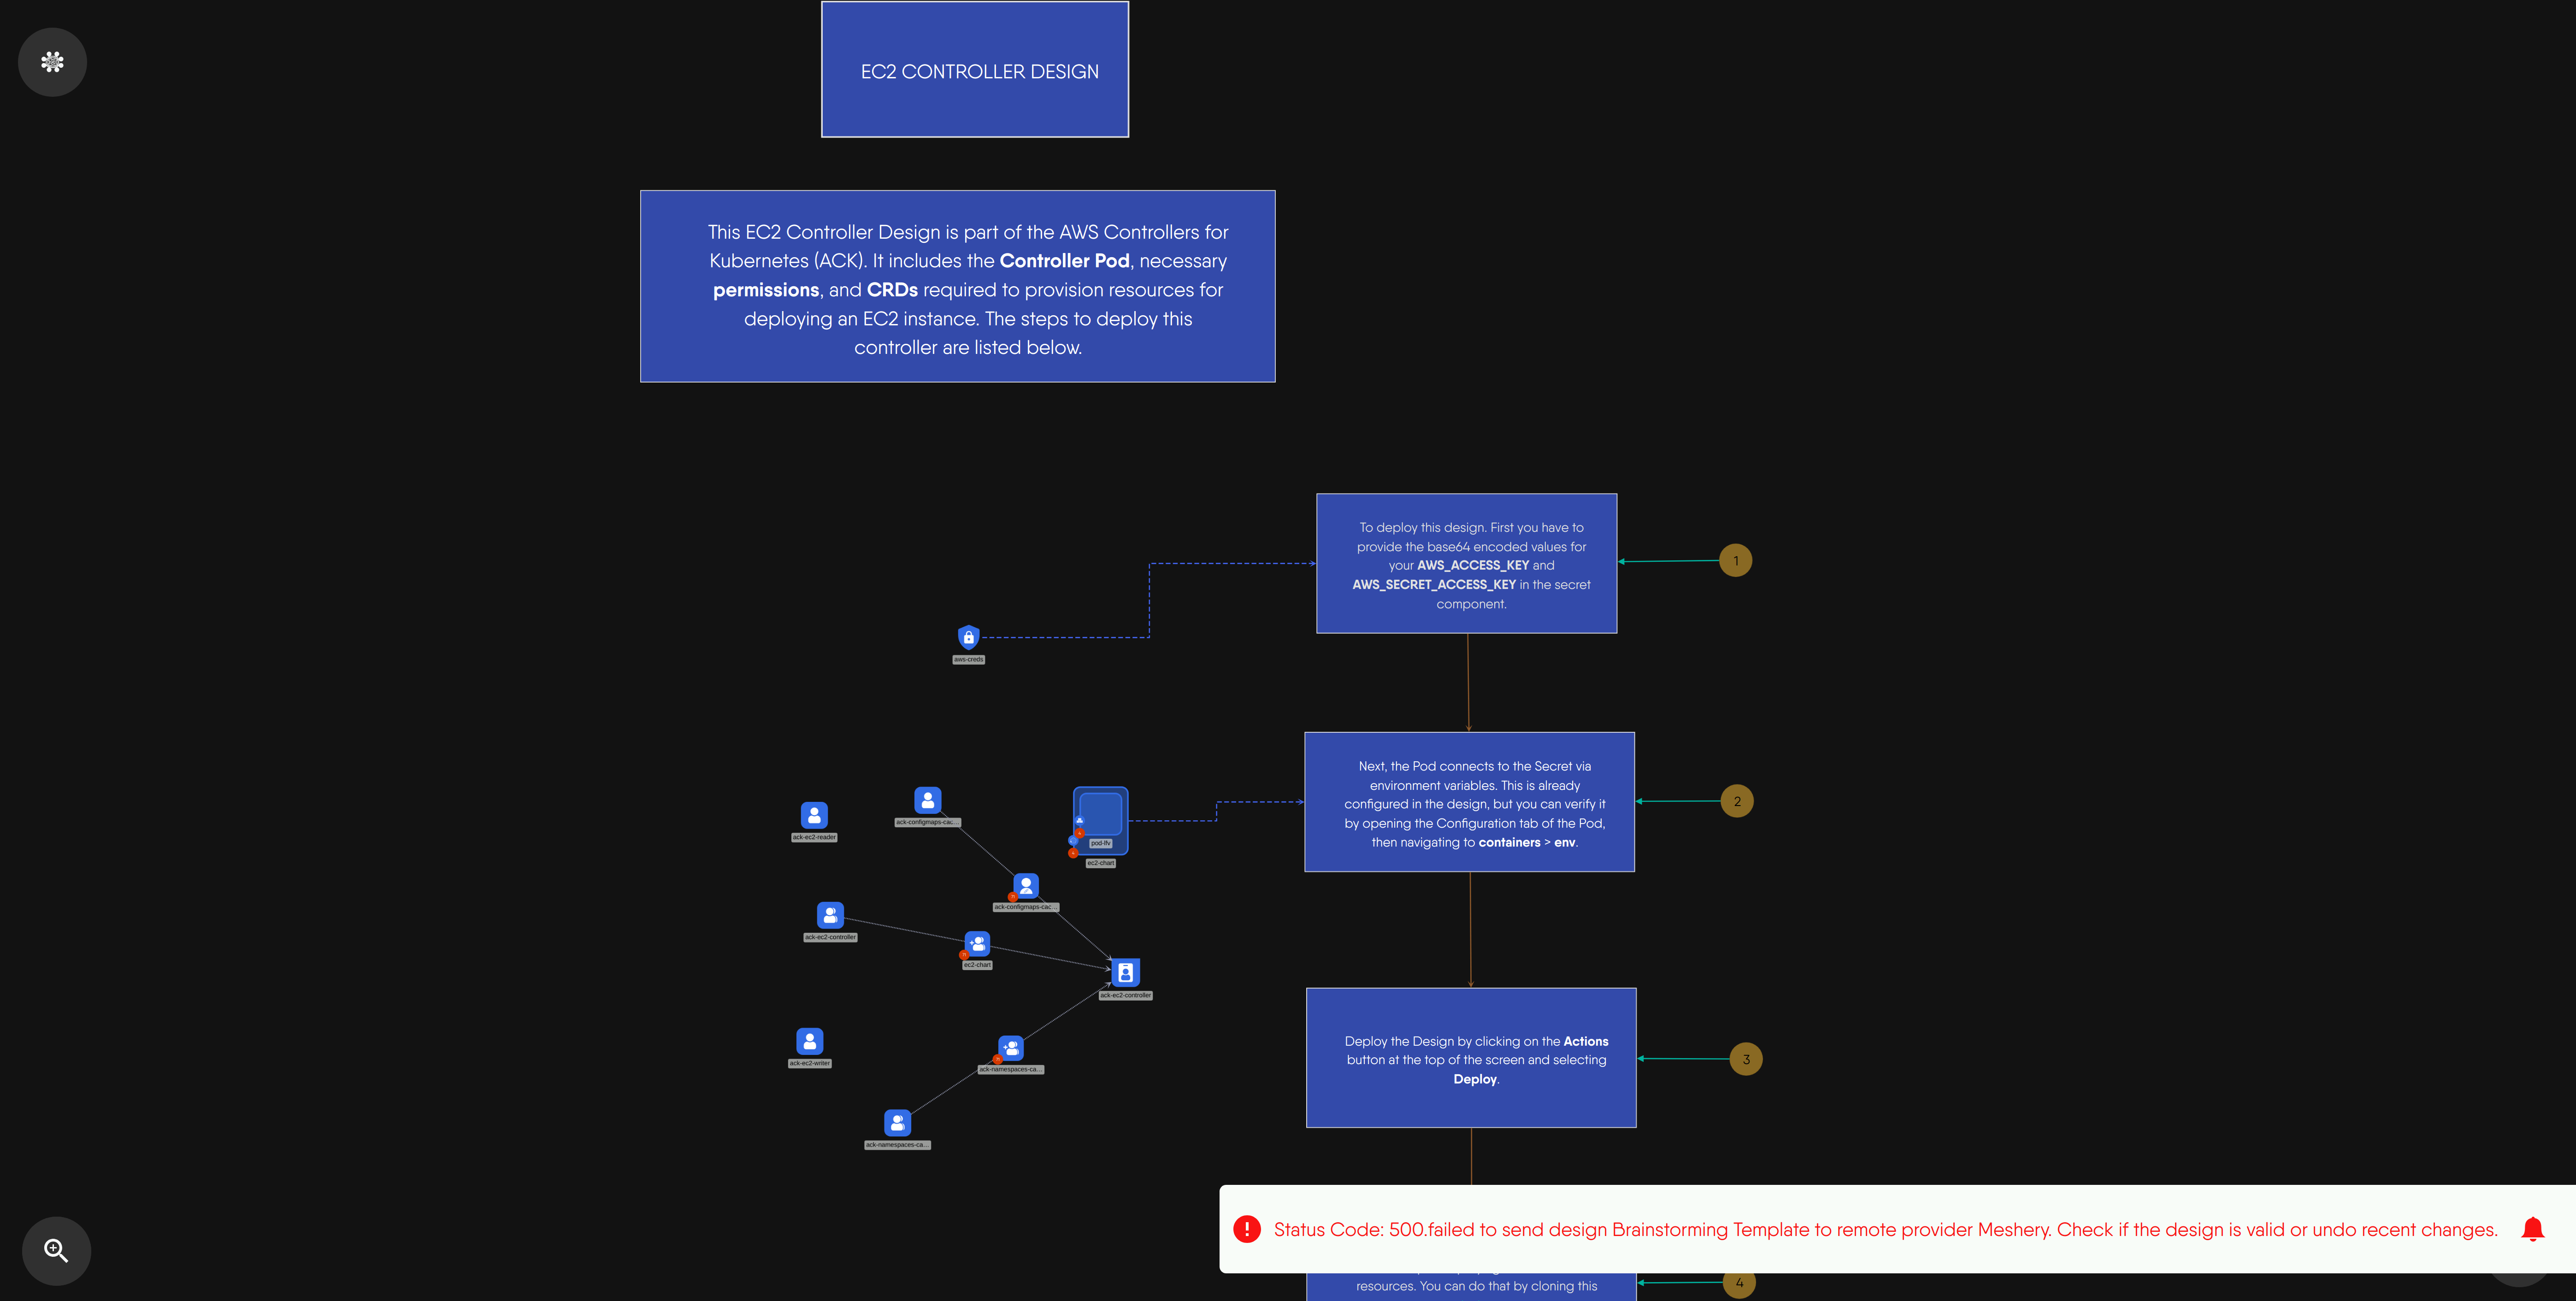 EC2 CONTROLLER DESIGN
This EC2 Controller Design is part of the AWS Controllers for
Kubernetes (ACK). It includes the Controller Pod, necessary
permissions, and CRDs required to provision resources for
deploying an EC2 instance. The steps to deploy this
controller are listed below.
To deploy this design. First you have to
provide the base64 encoded values for
your AWS_ACCESS_KEY and
AWS_SECRET_ACCESS_KEY in the secret
component.
1
aws-creds
Next, the Pod connects to the Secret via
environment variables. This is already
configured in the design, but you can verify it
by opening the Configuration tab of the Pod,
then navigating to containers > env.
2
ack-ec2-reader
ack-configmaps-cac...
pod-lfv
ec2-chart
ack-configmaps-cac...
ack-ec2-controller
ec2-chart
ack-ec2-controller
ack-ec2-writer
ack-namespaces-ca...
ack-namespaces-ca...
Deploy the Design by clicking on the Actions
button at the top of the screen and selecting
Deploy.
3
Status Code: 500.failed to send design Brainstorming Template to remote provider Meshery. Check if the design is valid or undo recent changes.
resources. You can do that by cloning this
4